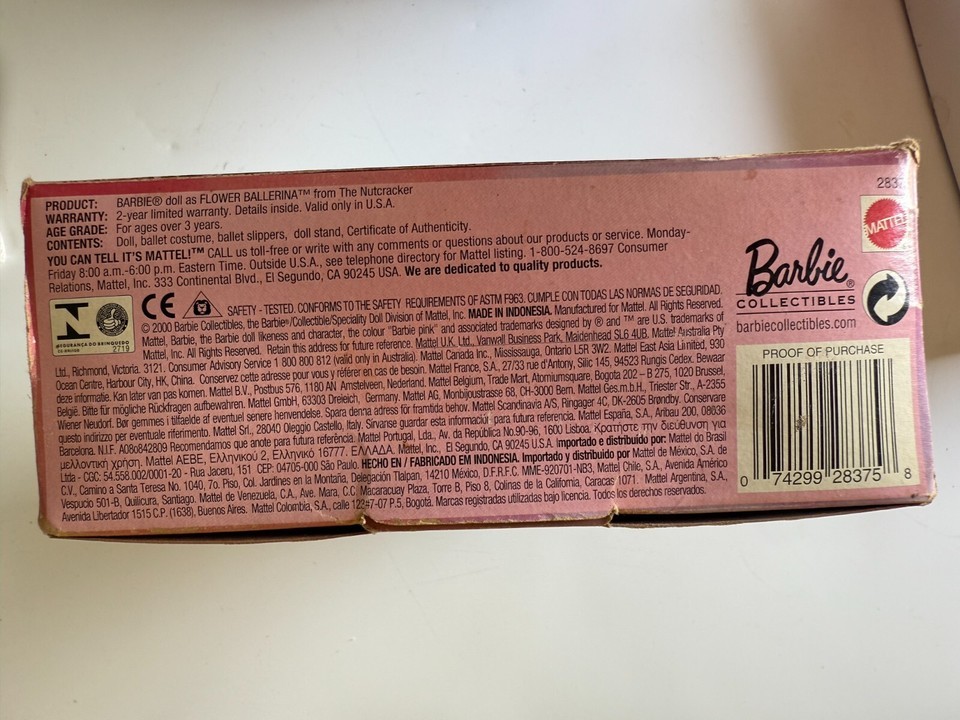 PRODUCT: BARBIE® doll as FLOWER BALLERINA™ from The Nutcracker
WARRANTY: 2-year limited warranty. Details inside. Valid only in U.S.A.
AGE GRADE: For ages over 3 years.
CONTENTS: Doll, ballet costume, ballet slippers, doll stand, Certificate of Authenticity.
YOU CAN TELL IT'S MATTEL!™ CALL us toll-free or write with any comments or questions about our products or service. Monday-
Friday 8:00 a.m.-6:00 p.m. Eastern Time. Outside U.S.A., see telephone directory for Mattel listing. 1-800-524-8697 Consumer
Relations, Mattel, Inc. 333 Continental Blvd., El Segundo, CA 90245 USA. We are dedicated to quality products.
CE SAFETY - TESTED. CONFORMS TO THE SAFETY REQUIREMENTS OF ASTM F963. CUMPLE CON TODAS LAS NORMAS DE SEGURIDAD.
© 2000 Barbie Collectibles, the Barbie®/Collectible/Speciality Doll Division of Mattel, Inc. MADE IN INDONESIA. Manufactured for Mattel. All Rights Reserved.
Mattel, Barbie, the Barbie doll likeness and character, the colour "Barbie pink" and associated trademarks designed by ® and ™ are U.S. trademarks of
Mattel, Inc. All Rights Reserved. Retain this address for future reference. Mattel U.K. Ltd., Vanwall Business Park, Maidenhead SL6 4UB. Mattel Australia Pty
Ltd., Richmond, Victoria. 3121. Consumer Advisory Service 1 800 800 812 (valid only in Australia). Mattel Canada Inc., Mississauga, Ontario L5R 3W2. Mattel East Asia Limited, 930
Ocean Centre, Harbour City, HK, China. Conservez cette adresse pour vous y référer en cas de besoin. Mattel France, S.A., 27/33 rue d'Antony, Silic 145, 94523 Rungis Cedex. Bewaar
deze informatie. Kan later van pas komen. Mattel B.V., Postbus 576, 1180 AN Amstelveen, Nederland. Mattel Belgium, Trade Mart, Atomiumsquare, Bogota 202 – B 275, 1020 Brussel,
België. Bitte für mögliche Rückfragen aufbewahren. Mattel GmbH, 63303 Dreieich, Germany, Mattel AG, Monbijoustrasse 68, CH-3000 Bern. Mattel Ges.m.b.H., Triester Str., A-2355
Wiener Neudorf. Bør gemmes i tilfaelde af eventuel senere henvendelse. Spara denna adress för framtida behov. Mattel Scandinavia A/S, Ringager 4C, DK-2605 Brøndby. Conservare
questo indirizzo per eventuale riferimento. Mattel Srl., 28040 Oleggio Castello, Italy. Sirvanse guardar esta información para futura referencia. Mattel España, S.A., Aribau 200, 08036
Barcelona. N.I.F. A08o842809 Recomendamos que anote para futura referência. Mattel Portugal, Lda., Av. da República No.90-96, 1600 Lisboa. Κρατήστε την διεύθυνση για
μελλοντική χρήση. Mattel AEBE, Ελληνικού 2, Ελληνικό 16777. ΕΛΛΑΔΑ. Mattel, Inc., El Segundo, CA 90245 U.S.A. Importado e distribuido por: Mattel do Brasil
Ltda - CGC: 54.558.002/0001-20 - Rua Jaceru, 151 CEP: 04705-000 São Paulo. HECHO EN / FABRICADO EM INDONESIA. Importado y distribuido por Mattel de México, S.A. de
C.V., Camino a Santa Teresa No. 1040, 7o. Piso, Col. Jardines en la Montaña, Delegación Tlalpan, 14210 México, D.F.R.F.C. MME-920701-NB3, Mattel Chile, S.A., Avenida Américo
Vespucio 501-B, Quilicura, Santiago. Mattel de Venezuela, C.A., Ave. Mara, C.C. Macaracuay Plaza, Torre B, Piso 8, Colinas de la California, Caracas 1071. Mattel Argentina, S.A.,
Avenida Libertador 1515 C.P. (1638), Buenos Aires. Mattel Colombia, S.A., calle 123#7-07 P.5, Bogotá. Marcas registradas utilizadas bajo licencia. Todos los derechos reservados.
SEGURANÇA DO BRINQUEDO
2719
MATTEL
Barbie®
COLLECTIBLES
barbiecollectibles.com
PROOF OF PURCHASE
0 74299 28375 8